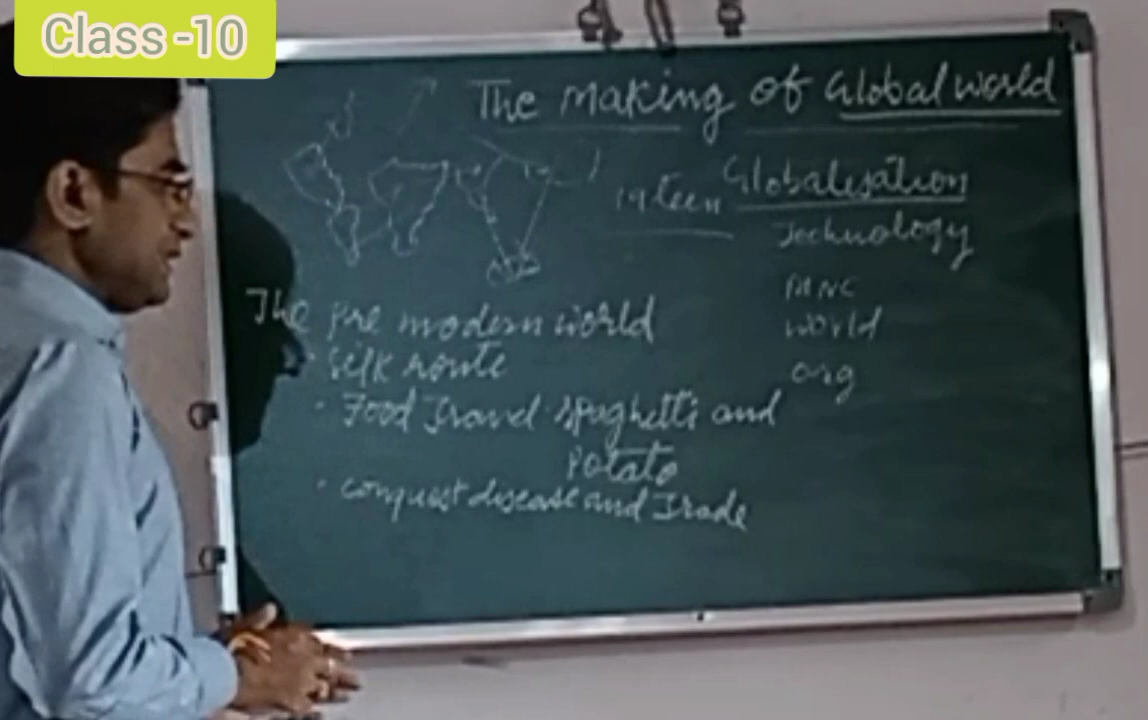 Class -10
The Making of Global world
Globalisation
19teen
Technology
MNC
world
org
The pre modern world
· Silk route
· Food Travel Spaghetti and
Potato
· conquest disease and Trade